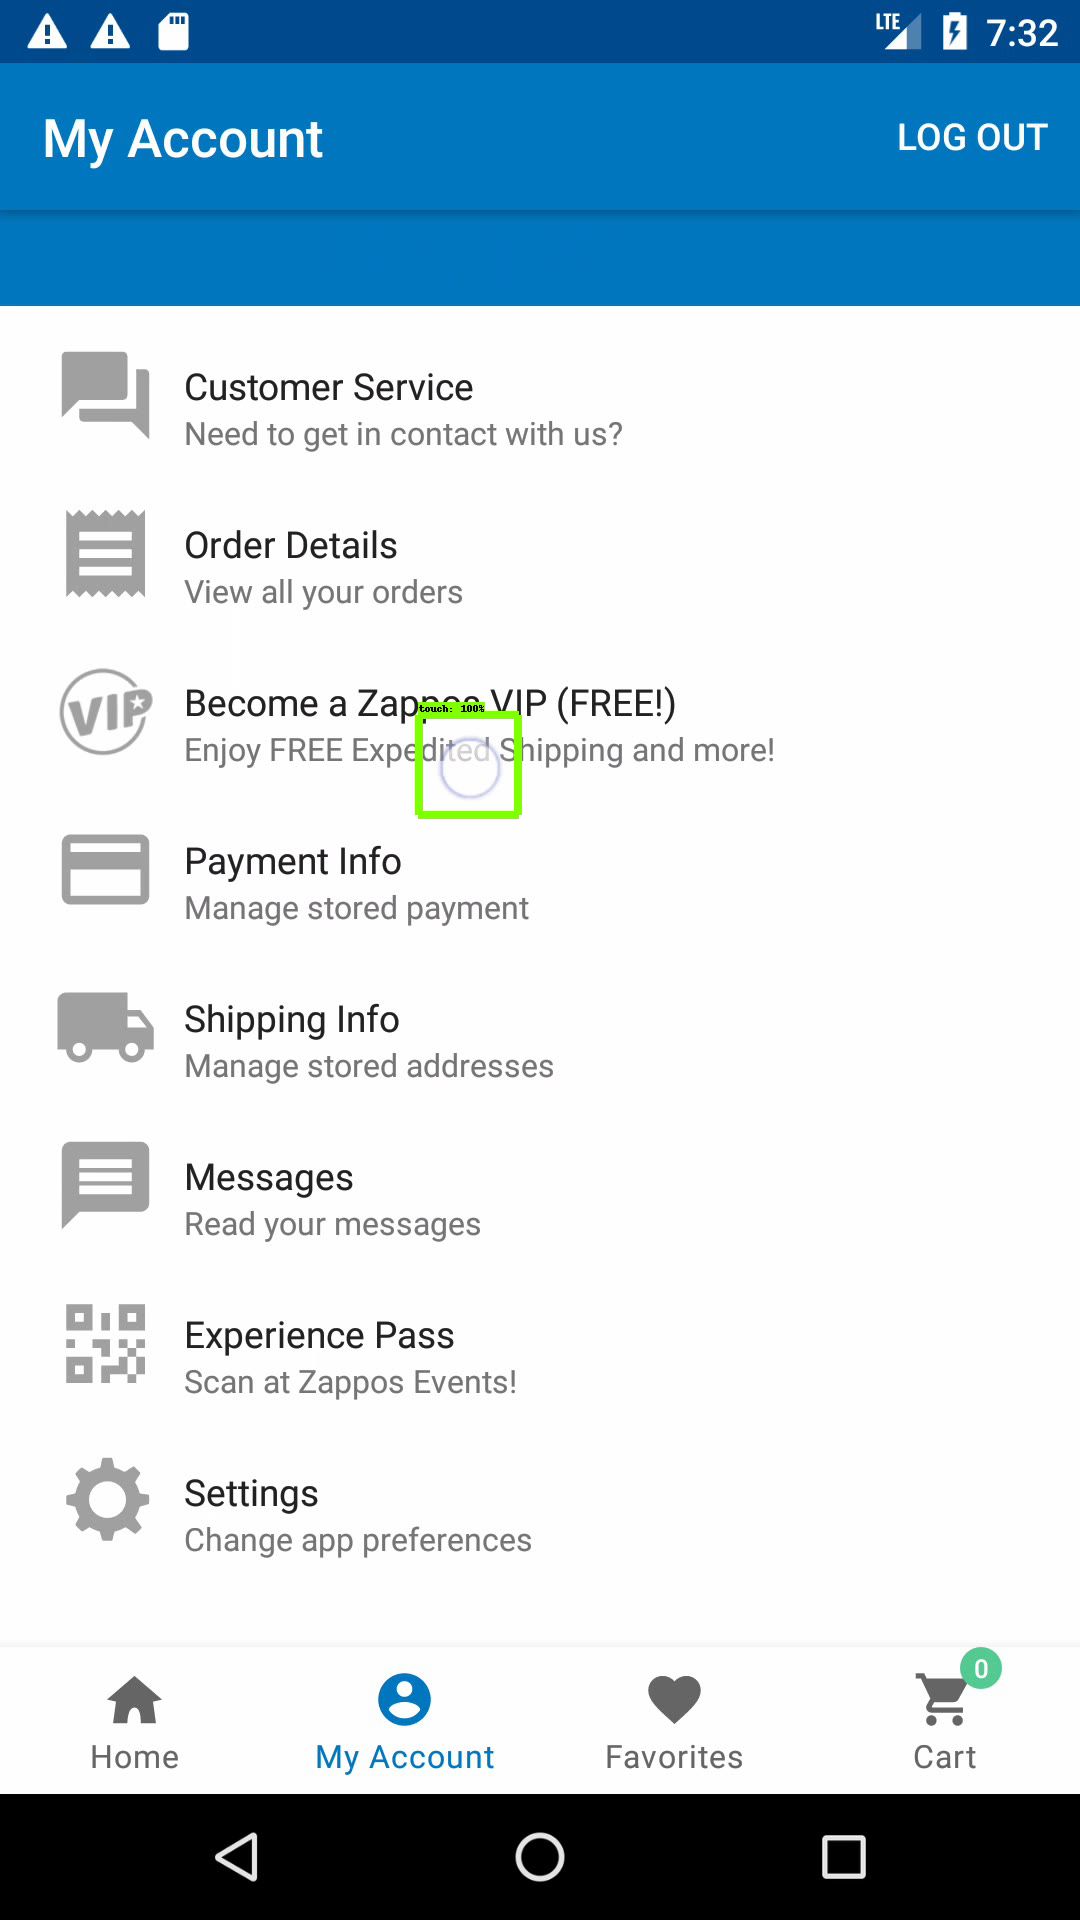 LTE 7:32
My Account LOG OUT
Customer Service
Need to get in contact with us?
Order Details
View all your orders
VIP
Become a Zappos VIP (FREE!)
touch: 100%
Enjoy FREE Expedited Shipping and more!
Payment Info
Manage stored payment
Shipping Info
Manage stored addresses
Messages
Read your messages
Experience Pass
Scan at Zappos Events!
Settings
Change app preferences
0
Home My Account Favorites Cart